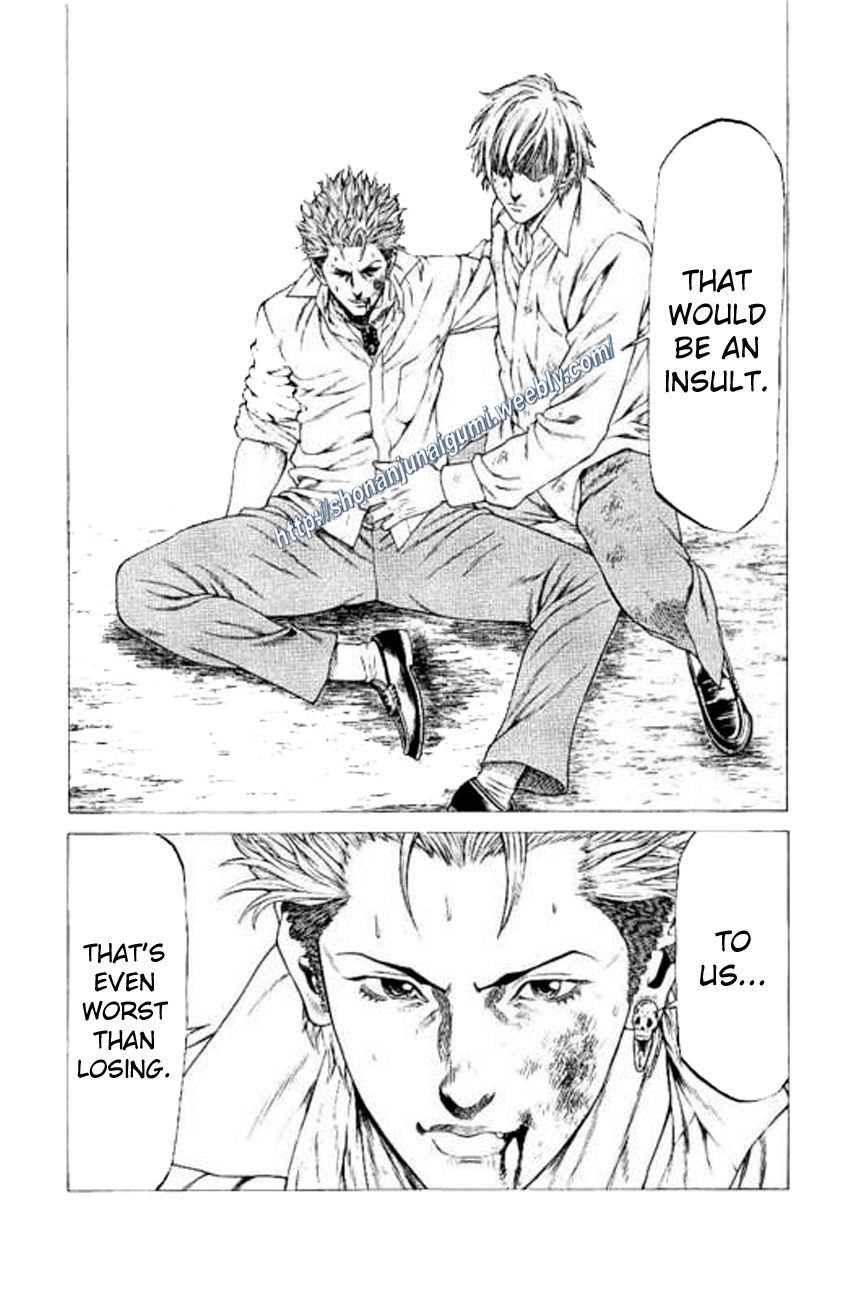 THAT
WOULD
BE AN
INSULT.
http://shonanjunaigumi.weebly.com/
TO
US...
THAT'S
EVEN
WORST
THAN
LOSING.